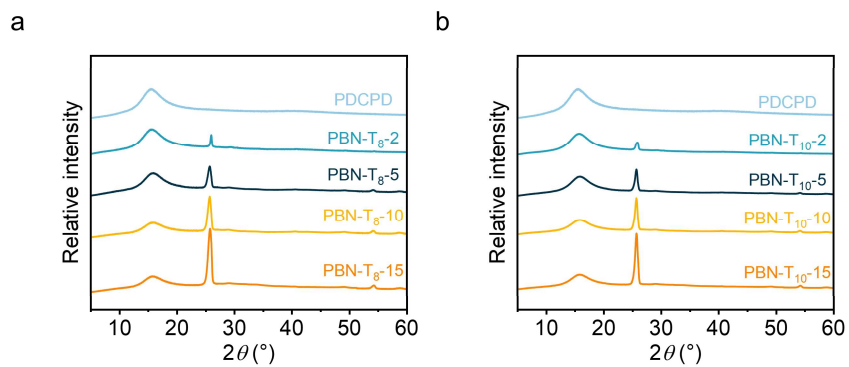 a
Relative intensity
PDCPD
PBN-T₈-2
PBN-T₈-5
PBN-T₈-10
PBN-T₈-15
10 20 30 40 50 60
2θ (°)
b
Relative intensity
PDCPD
PBN-T₁₀-2
PBN-T₁₀-5
PBN-T₁₀-10
PBN-T₁₀-15
10 20 30 40 50 60
2θ (°)